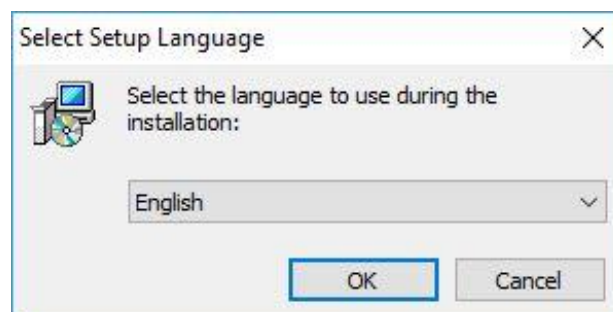 Select Setup Language
Select the language to use during the
installation:
English
OK
Cancel